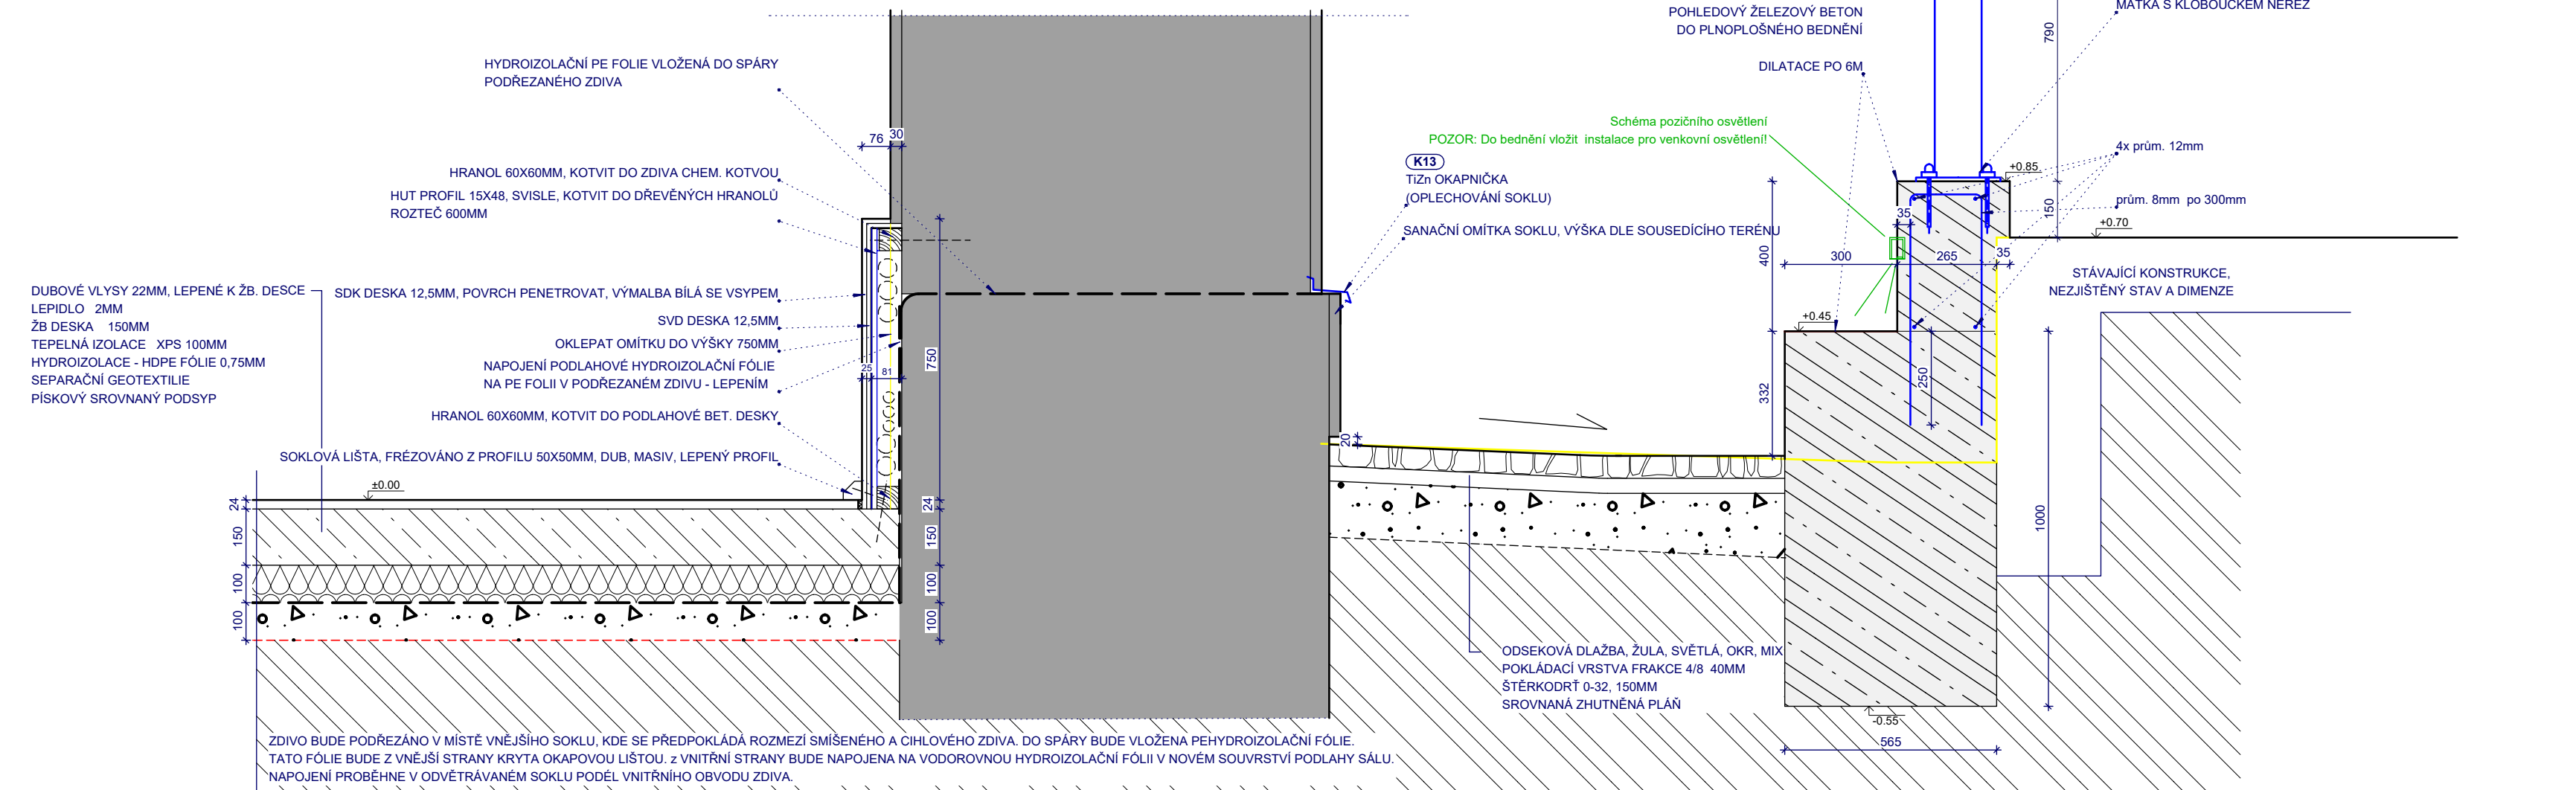 HYDROIZOLAČNÍ PE FOLIE VLOŽENÁ DO SPÁRY
PODŘEZANÉHO ZDIVA
76
30
HRANOL 60X60MM, KOTVIT DO ZDIVA CHEM. KOTVOU
HUT PROFIL 15X48, SVISLE, KOTVIT DO DŘEVĚNÝCH HRANOLŮ
ROZTEČ 600MM
SDK DESKA 12,5MM, POVRCH PENETROVAT, VÝMALBA BÍLÁ SE VSYPEM
SVD DESKA 12,5MM
OKLEPAT OMÍTKU DO VÝŠKY 750MM
NAPOJENÍ PODLAHOVÉ HYDROIZOLAČNÍ FÓLIE
NA PE FOLII V PODŘEZANÉM ZDIVU - LEPENÍM
HRANOL 60X60MM, KOTVIT DO PODLAHOVÉ BET. DESKY
SOKLOVÁ LIŠTA, FRÉZOVÁNO Z PROFILU 50X50MM, DUB, MASIV, LEPENÝ PROFIL
25
81
750
DUBOVÉ VLYSY 22MM, LEPENÉ K ŽB. DESCE
LEPIDLO 2MM
ŽB DESKA 150MM
TEPELNÁ IZOLACE XPS 100MM
HYDROIZOLACE - HDPE FÓLIE 0,75MM
SEPARAČNÍ GEOTEXTILIE
PÍSKOVÝ SROVNANÝ PODSYP
±0.00
24
150
100
100
24
150
100
100
POHLEDOVÝ ŽELEZOVÝ BETON
DO PLNOPLOŠNÉHO BEDNĚNÍ
DILATACE PO 6M
Schéma pozičního osvětlení
POZOR: Do bednění vložit instalace pro venkovní osvětlení!
K13
TiZn OKAPNIČKA
(OPLECHOVÁNÍ SOKLU)
SANAČNÍ OMÍTKA SOKLU, VÝŠKA DLE SOUSEDÍCÍHO TERÉNU
MATKA S KLOBOUČKEM NEREZ
790
4x prům. 12mm
+0.85
prům. 8mm po 300mm
150
+0.70
35
400
300
265
35
STÁVAJÍCÍ KONSTRUKCE,
NEZJIŠTĚNÝ STAV A DIMENZE
+0.45
332
250
20
1000
ODSEKOVÁ DLAŽBA, ŽULA, SVĚTLÁ, OKR, MIX
POKLÁDACÍ VRSTVA FRAKCE 4/8 40MM
ŠTĚRKODRŤ 0-32, 150MM
SROVNANÁ ZHUTNĚNÁ PLÁŇ
-0.55
565
ZDIVO BUDE PODŘEZÁNO V MÍSTĚ VNĚJŠÍHO SOKLU, KDE SE PŘEDPOKLÁDÁ ROZMEZÍ SMÍŠENÉHO A CIHLOVÉHO ZDIVA. DO SPÁRY BUDE VLOŽENA PEHYDROIZOLAČNÍ FÓLIE.
TATO FÓLIE BUDE Z VNĚJŠÍ STRANY KRYTA OKAPOVOU LIŠTOU. z VNITŘNÍ STRANY BUDE NAPOJENA NA VODOROVNOU HYDROIZOLAČNÍ FÓLII V NOVÉM SOUVRSTVÍ PODLAHY SÁLU.
NAPOJENÍ PROBĚHNE V ODVĚTRÁVANÉM SOKLU PODÉL VNITŘNÍHO OBVODU ZDIVA.